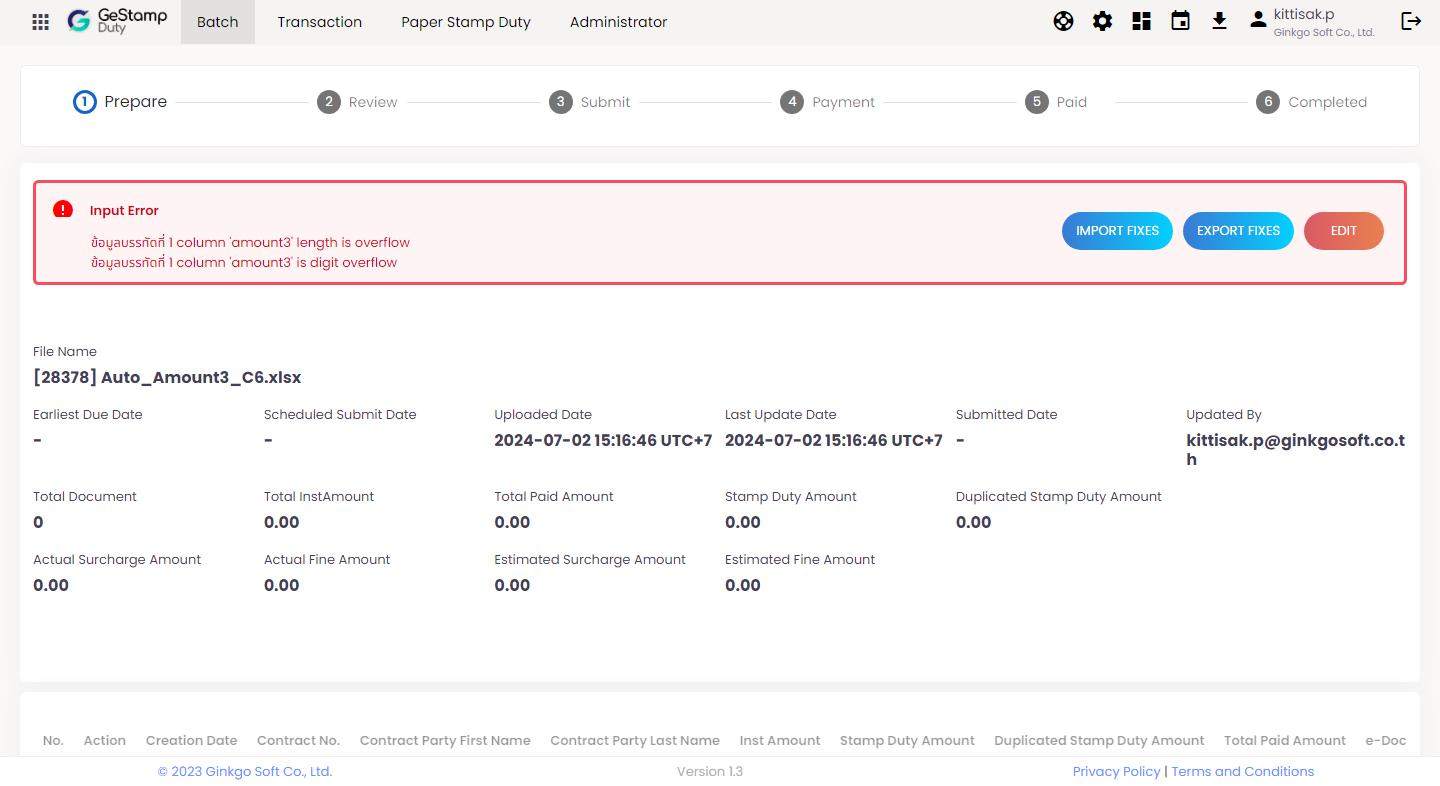 GeStamp
Duty
Batch
Transaction
Paper Stamp Duty
Administrator
kittisak.p
Ginkgo Soft Co., Ltd.
1 Prepare
2 Review
3 Submit
4 Payment
5 Paid
6 Completed
Input Error
ข้อมูลบรรทัดที่ 1 column 'amount3' length is overflow
ข้อมูลบรรทัดที่ 1 column 'amount3' is digit overflow
IMPORT FIXES
EXPORT FIXES
EDIT
File Name
[28378] Auto_Amount3_C6.xlsx
Earliest Due Date
-
Scheduled Submit Date
-
Uploaded Date
2024-07-02 15:16:46 UTC+7
Last Update Date
2024-07-02 15:16:46 UTC+7
Submitted Date
-
Updated By
kittisak.p@ginkgosoft.co.t
h
Total Document
0
Total InstAmount
0.00
Total Paid Amount
0.00
Stamp Duty Amount
0.00
Duplicated Stamp Duty Amount
0.00
Actual Surcharge Amount
0.00
Actual Fine Amount
0.00
Estimated Surcharge Amount
0.00
Estimated Fine Amount
0.00
No. Action Creation Date Contract No. Contract Party First Name Contract Party Last Name Inst Amount Stamp Duty Amount Duplicated Stamp Duty Amount Total Paid Amount e-Doc
© 2023 Ginkgo Soft Co., Ltd.
Version 1.3
Privacy Policy | Terms and Conditions